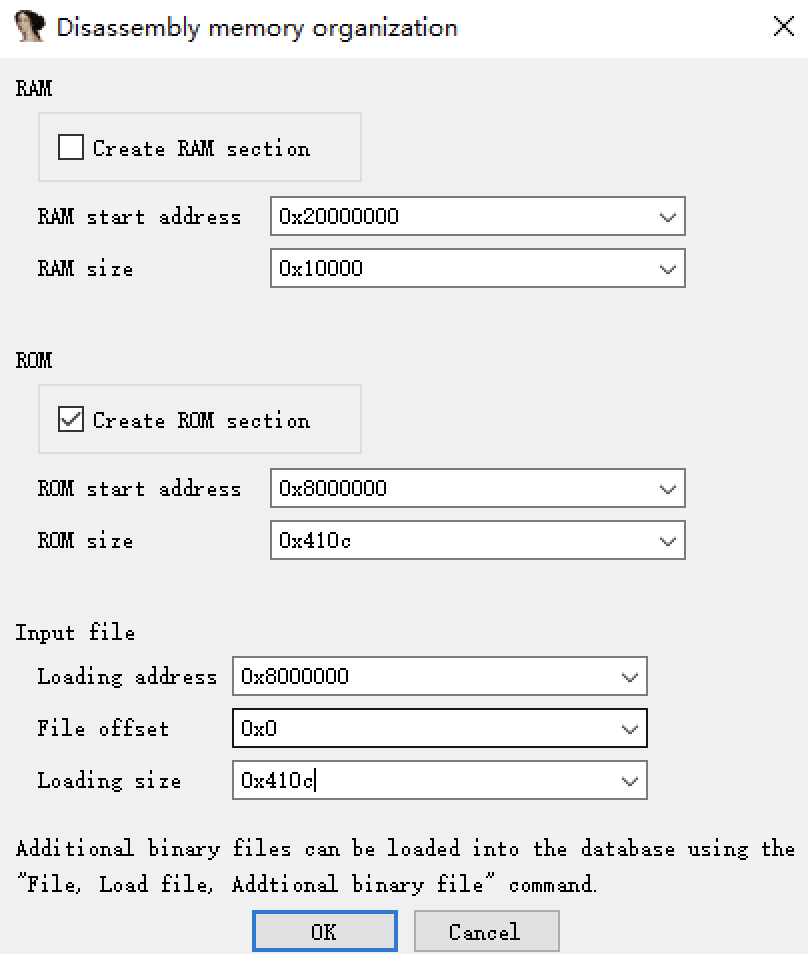 Disassembly memory organization
RAM
Create RAM section
RAM start address 0x20000000
RAM size 0x10000
ROM
Create ROM section
ROM start address 0x8000000
ROM size 0x410c
Input file
Loading address 0x8000000
File offset 0x0
Loading size 0x410c
Additional binary files can be loaded into the database using the
"File, Load file, Addtional binary file" command.
OK Cancel